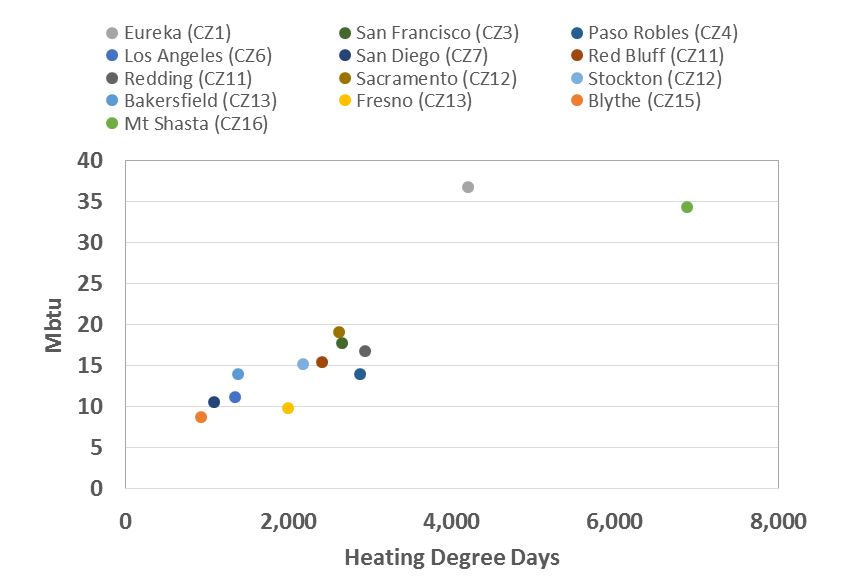 Eureka (CZ1) San Francisco (CZ3) Paso Robles (CZ4)
Los Angeles (CZ6) San Diego (CZ7) Red Bluff (CZ11)
Redding (CZ11) Sacramento (CZ12) Stockton (CZ12)
Bakersfield (CZ13) Fresno (CZ13) Blythe (CZ15)
Mt Shasta (CZ16)
40
35
30
25
20
15
10
5
0
Mbtu
0 2,000 4,000 6,000 8,000
Heating Degree Days